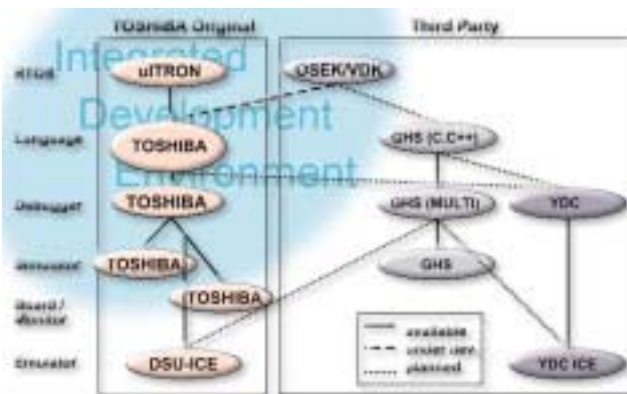 TOSHIBA Original
Third Party
Integrated
Development
Environment
RTOS
uITRON
OSEK/VDK
Language
TOSHIBA
GHS (C.C++)
Debugger
TOSHIBA
GHS (MULTI)
YDC
Simulator
TOSHIBA
GHS
Board /
Monitor
TOSHIBA
Emulator
DSU-ICE
YDC ICE
available
under dev.
planned